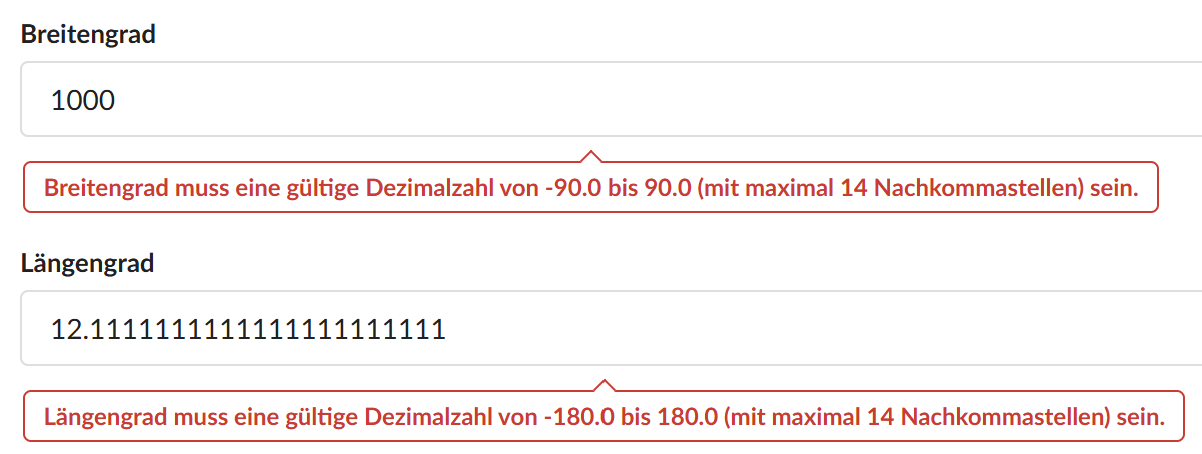 Breitengrad
1000
Breitengrad muss eine gültige Dezimalzahl von -90.0 bis 90.0 (mit maximal 14 Nachkommastellen) sein.
Längengrad
12.1111111111111111111111
Längengrad muss eine gültige Dezimalzahl von -180.0 bis 180.0 (mit maximal 14 Nachkommastellen) sein.